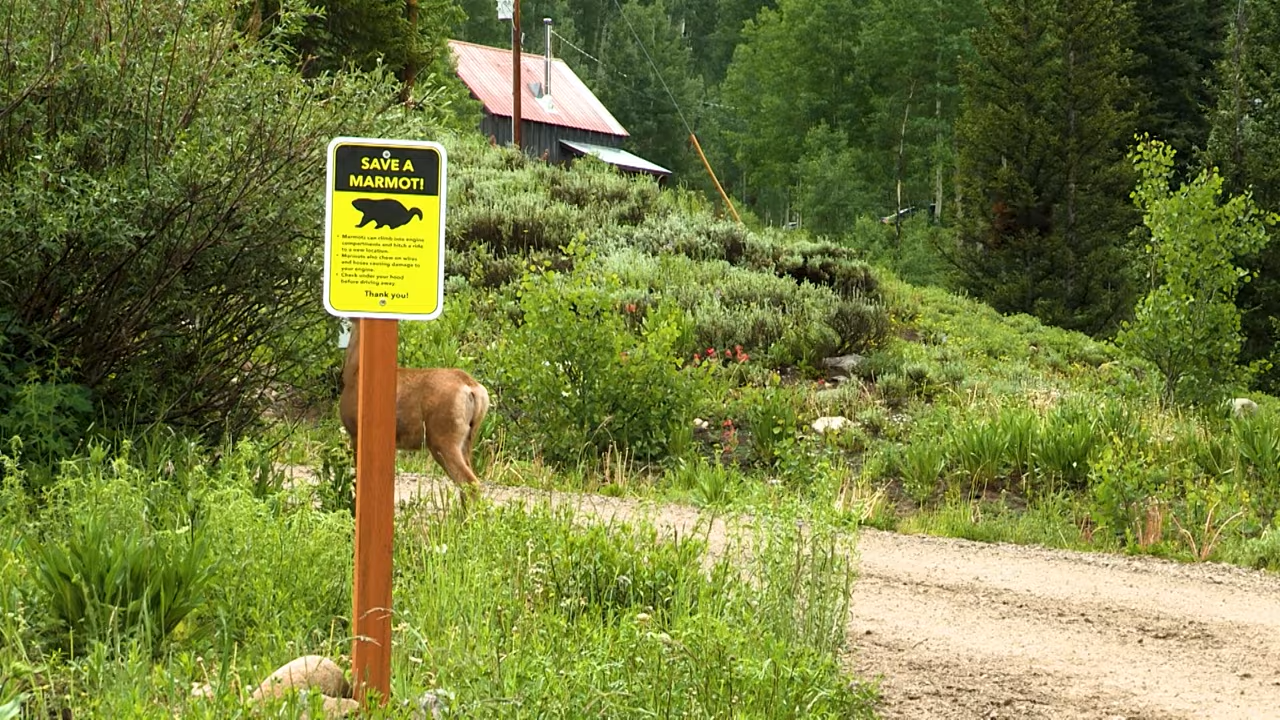 SAVE A
MARMOT!
• Marmots can climb into engine
compartments and hitch a ride
to a new location.
• Marmots also chew on wires
and hoses causing damage to
your engine.
• Check under your hood
before driving away.
Thank you!